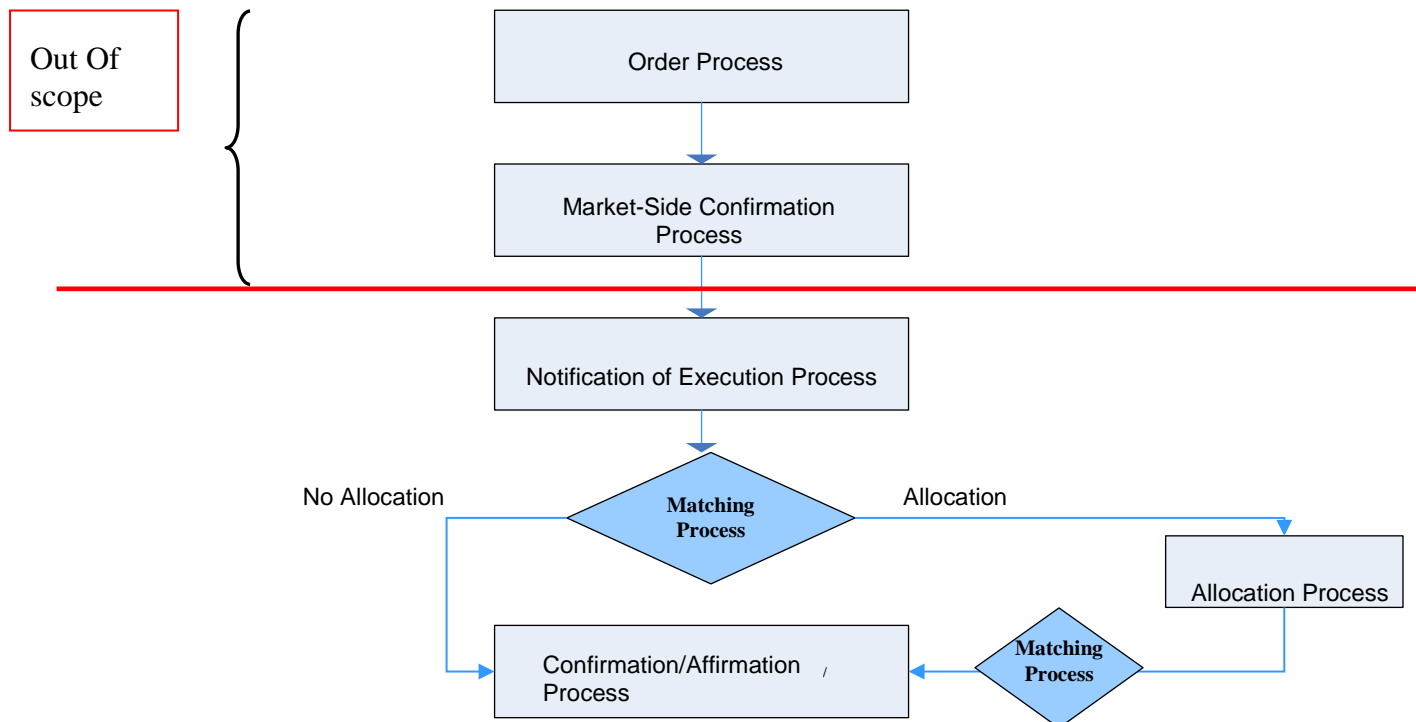 Out Of
scope
Order Process
Market-Side Confirmation
Process
Notification of Execution Process
No Allocation
Matching
Process
Allocation
Allocation Process
Confirmation/Affirmation /
Process
Matching
Process